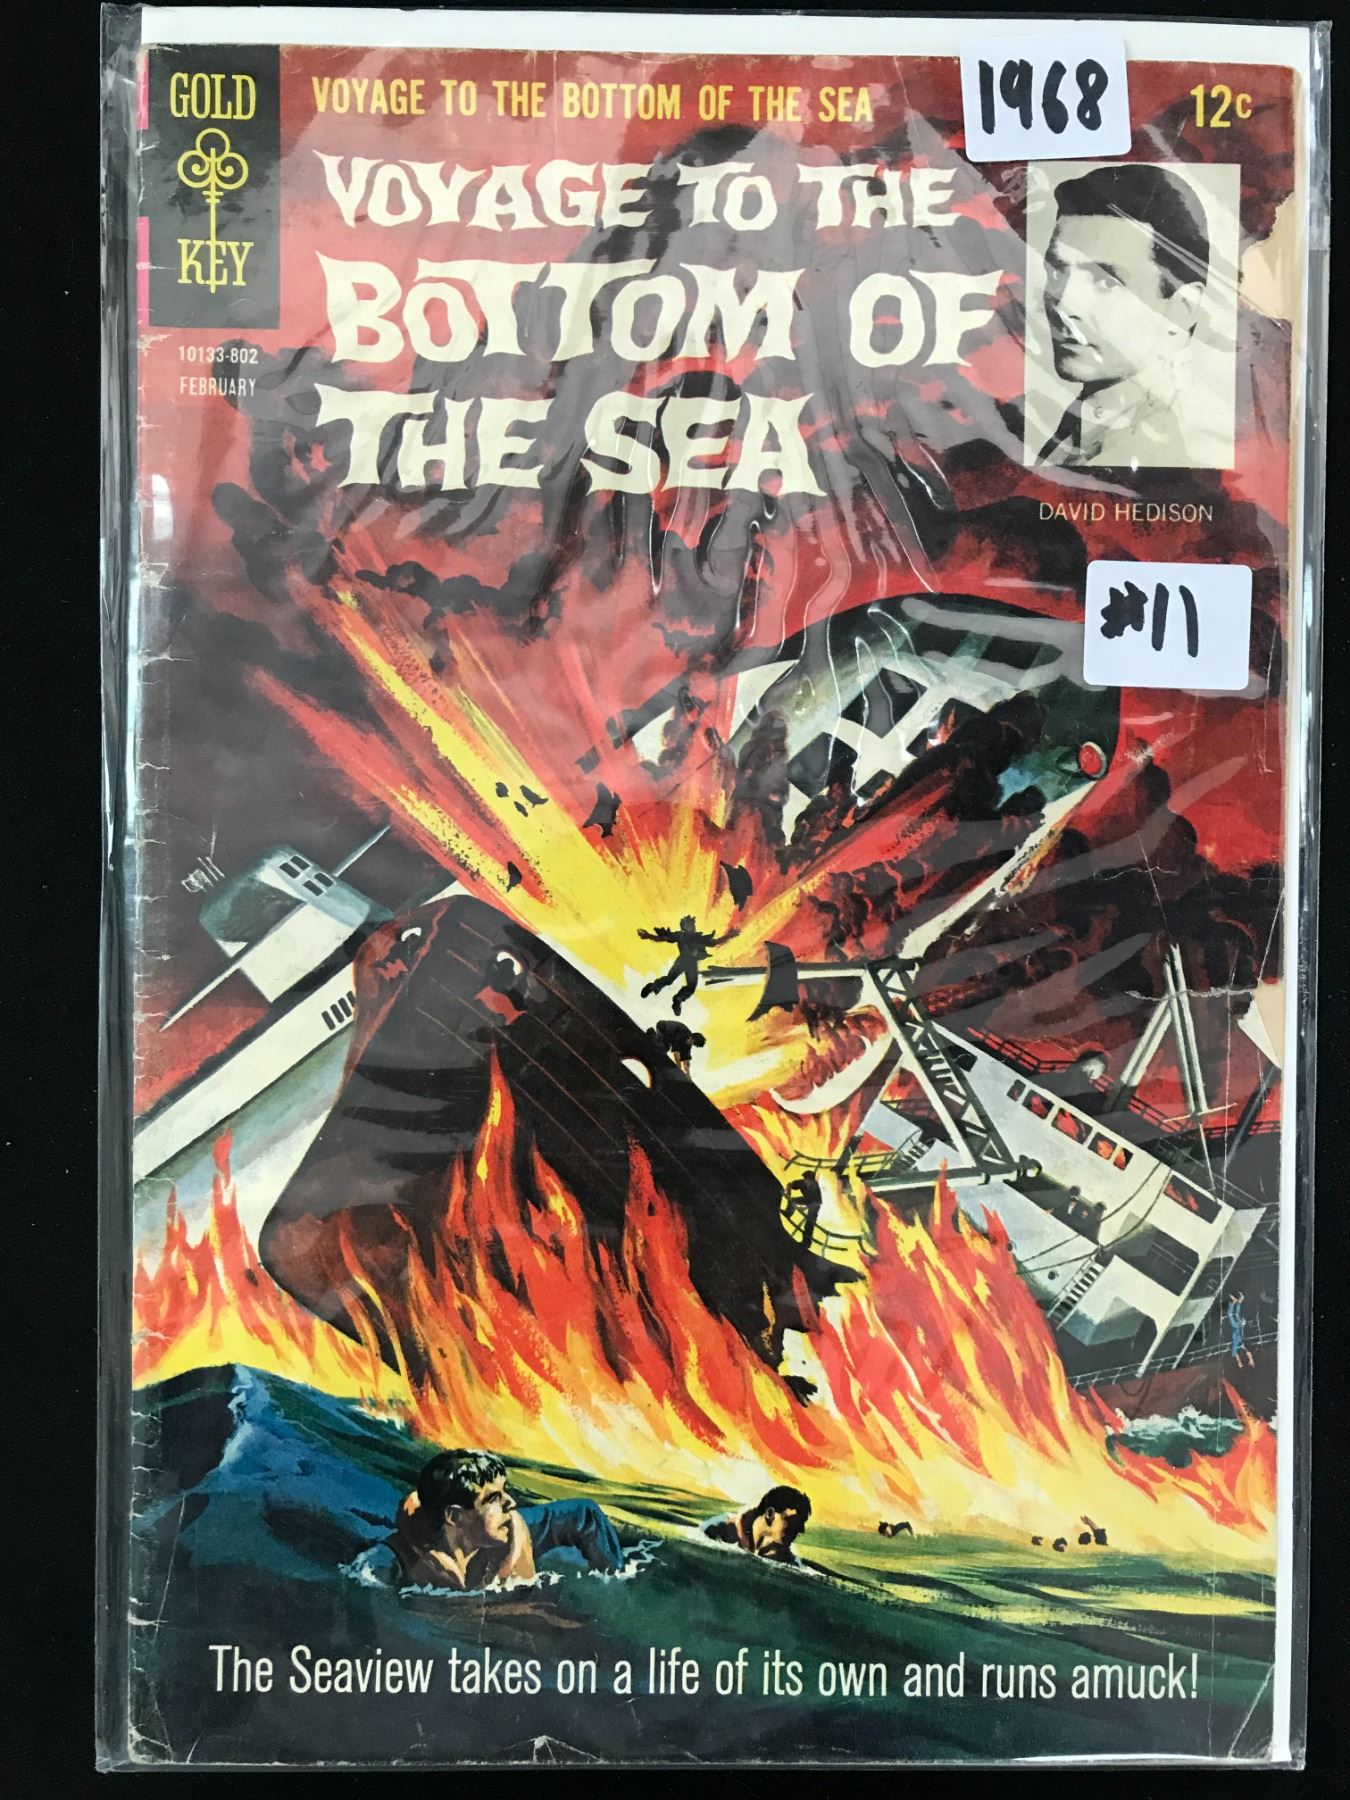 GOLD
KEY
VOYAGE TO THE BOTTOM OF THE SEA
1968
12c
VOYAGE TO THE
BOTTOM OF
THE SEA
10133-802
FEBRUARY
DAVID HEDISON
#11
The Seaview takes on a life of its own and runs amuck!